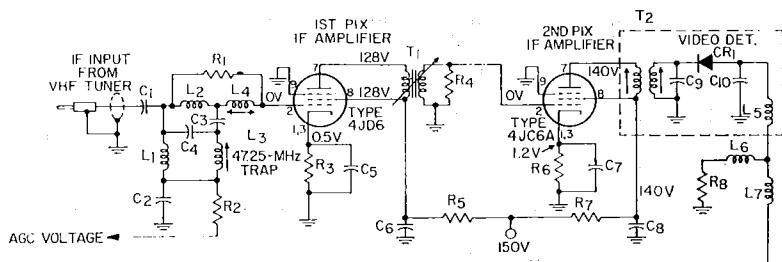 T2
1ST PIX
IF AMPLIFIER
2ND PIX
IF AMPLIFIER
VIDEO DET.
IF INPUT
FROM
VHF TUNER
R1
7
128V
T1
7
140V
CR1
C1
L2
L4
0V
9
2
8
128V
R4
0V
9
2
8
C9
C10
C3
TYPE
4JD6
TYPE
4JC6A
C4
L3
1,3
0.5V
1,3
1.2V
L5
L1
47.25-MHz
TRAP
R3
C5
R6
C7
L6
R8
L7
C2
R2
140V
AGC VOLTAGE
C6
R5
R7
C8
150V